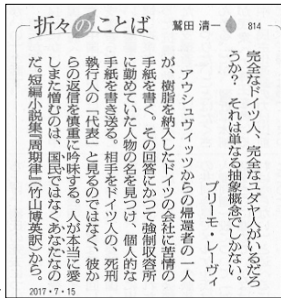 折々のことば
鷲田 清一
814
完全なドイツ人、完全なユダヤ人がいるだろ
うか? それは単なる抽象概念でしかない。
プリーモ・レーヴィ
アウシュヴィッツからの帰還者の一人
が、樹脂を納入したドイツの会社に苦情の
手紙を書く。その回答にかつて強制収容所
に勤めていた人物の名を見つけ、個人的な
手紙を書き送る。相手をドイツ人の、死刑
執行人の「代表」と見るのではなく、彼か
らの返信を慎重に吟味する。人が本当に愛
しまた憎むのは、国民ではなくあなたなの
だ。短編小説集『周期律』(竹山博英訳)から。
2017・7・15